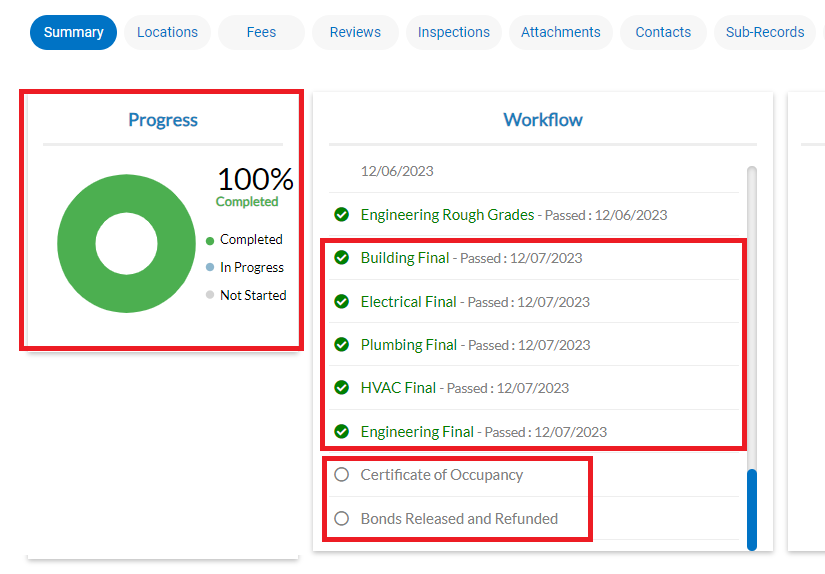 Summary
Locations
Fees
Reviews
Inspections
Attachments
Contacts
Sub-Records
Progress
100%
Completed
Completed
In Progress
Not Started
Workflow
12/06/2023
Engineering Rough Grades - Passed : 12/06/2023
Building Final - Passed : 12/07/2023
Electrical Final - Passed : 12/07/2023
Plumbing Final - Passed : 12/07/2023
HVAC Final - Passed : 12/07/2023
Engineering Final - Passed : 12/07/2023
Certificate of Occupancy
Bonds Released and Refunded